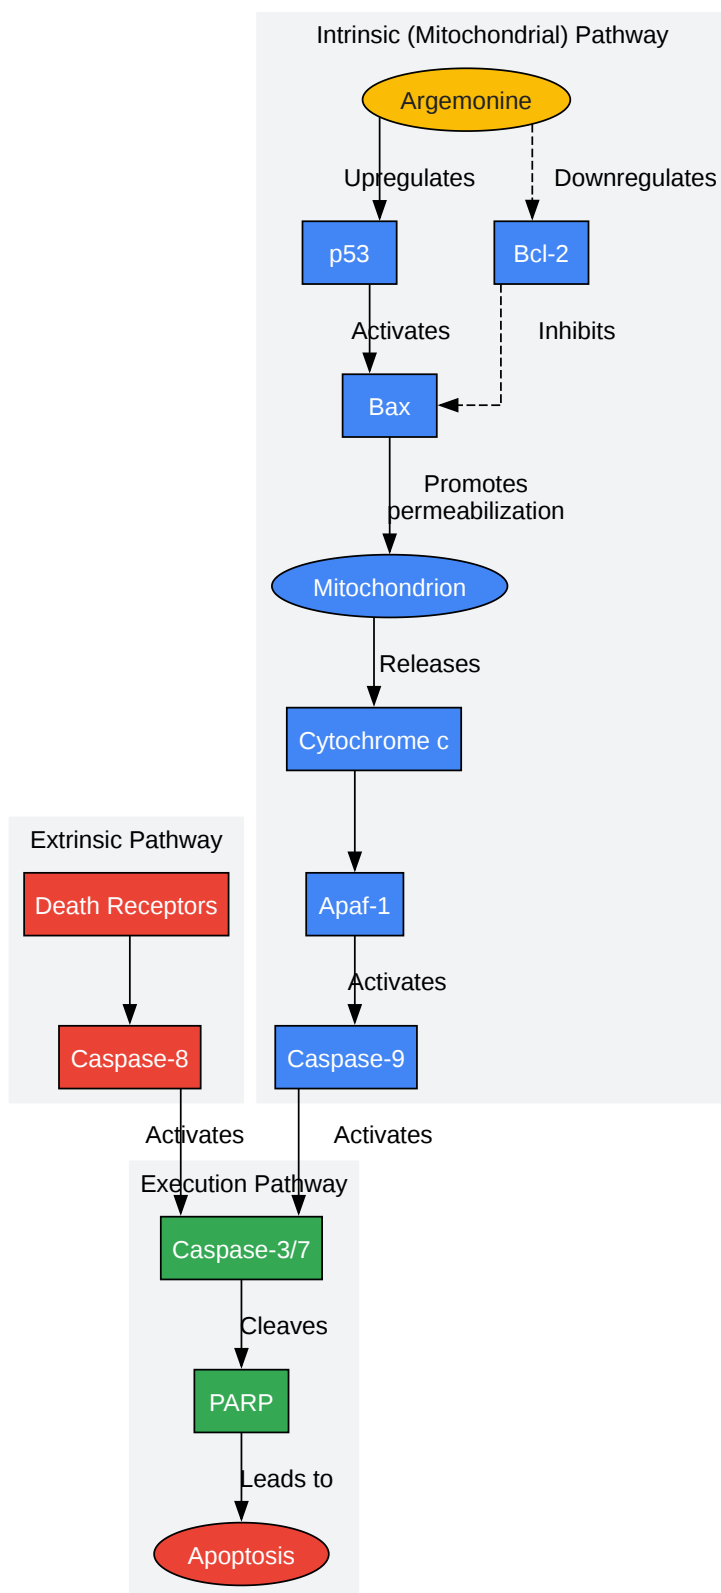 Intrinsic (Mitochondrial) Pathway
Argemonine
Upregulates
Downregulates
p53
Bcl-2
Activates
Inhibits
Bax
Promotes
permeabilization
Mitochondrion
Releases
Cytochrome c
Extrinsic Pathway
Death Receptors
Apaf-1
Activates
Caspase-8
Caspase-9
Activates
Activates
Execution Pathway
Caspase-3/7
Cleaves
PARP
Leads to
Apoptosis